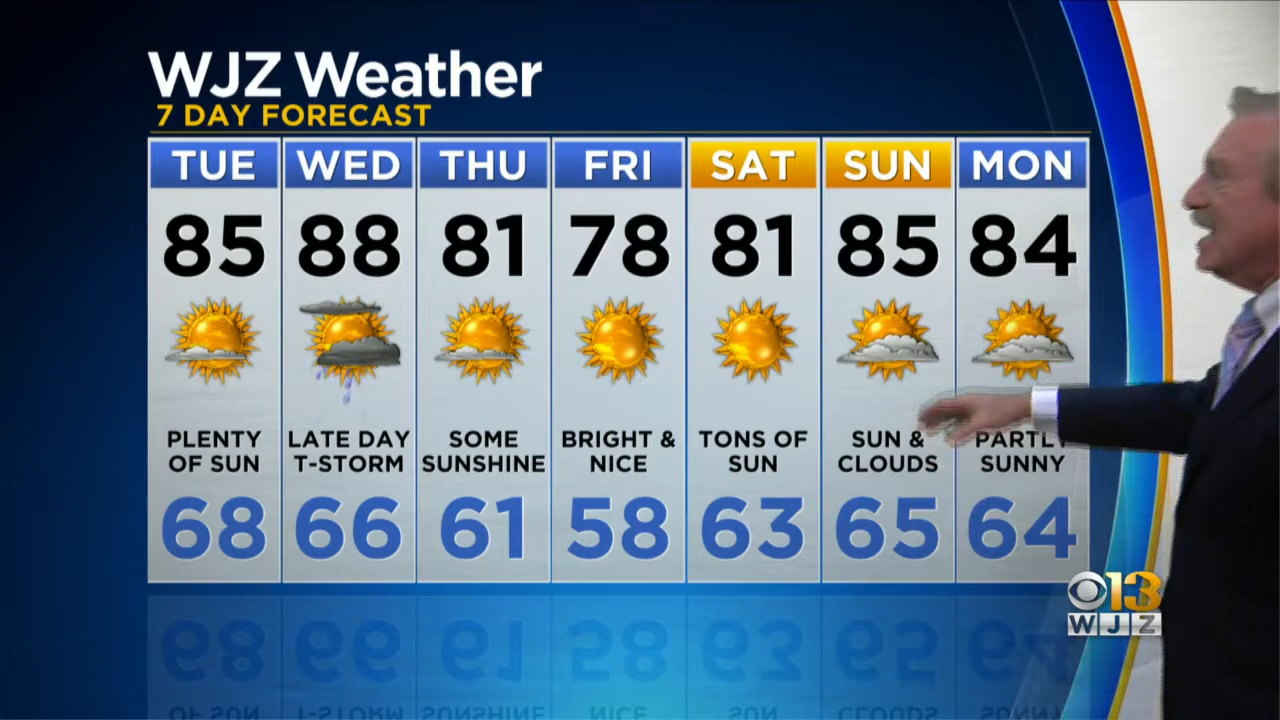 WJZ Weather
7 DAY FORECAST
TUE WED THU FRI SAT SUN MON
85 88 81 78 81 85 84
PLENTY OF SUN
LATE DAY T-STORM
SOME SUNSHINE
BRIGHT & NICE
TONS OF SUN
SUN & CLOUDS
PARTLY SUNNY
68 66 61 58 63 65 64
13
WJZ